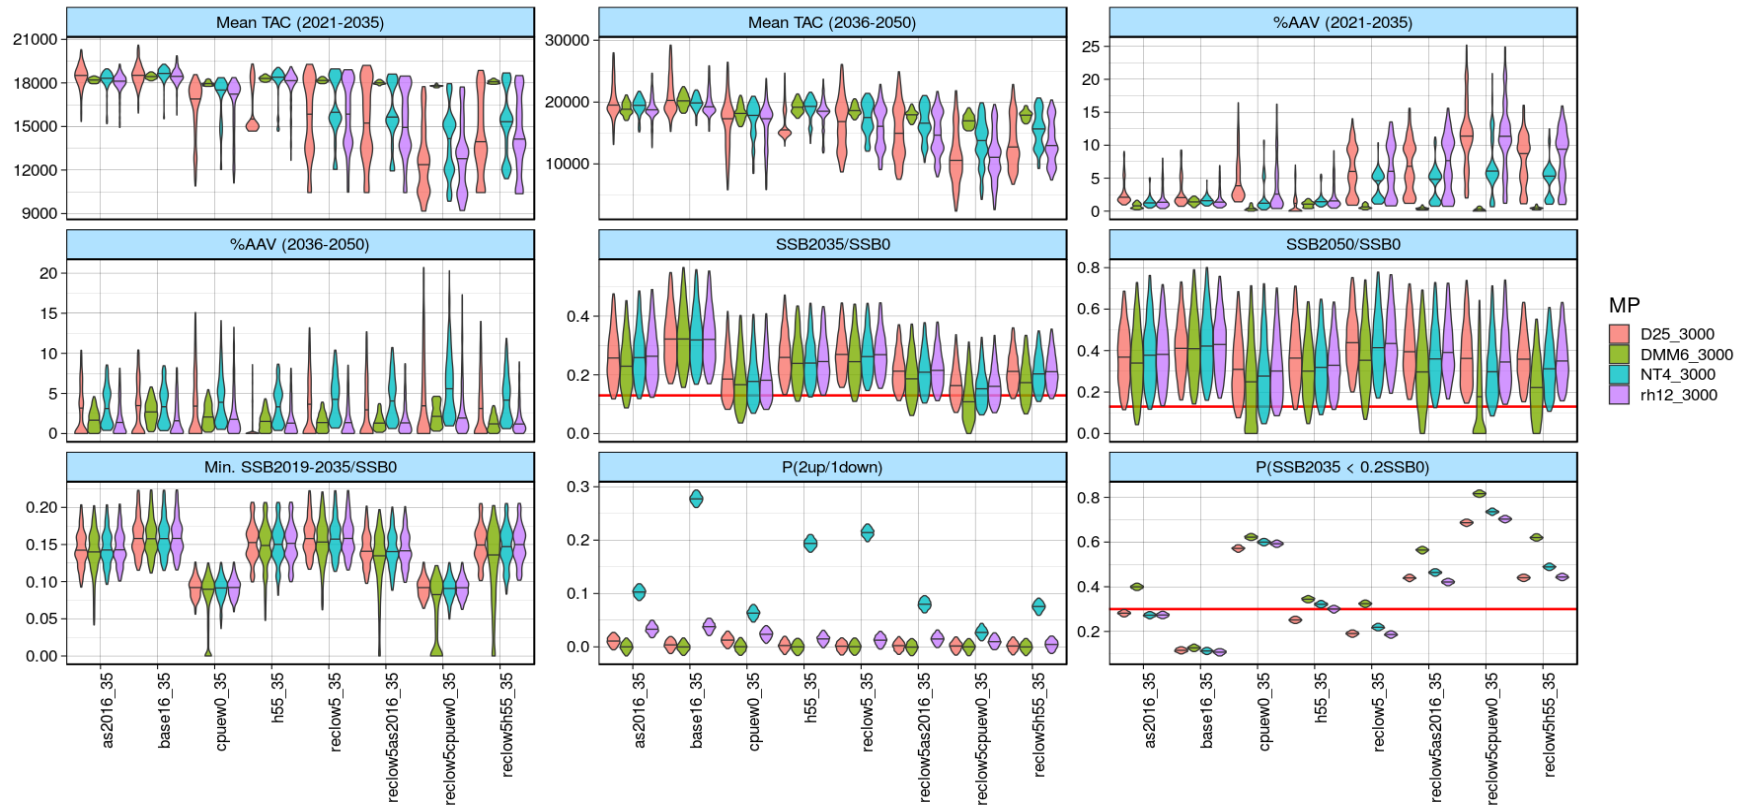 Mean TAC (2021-2035)
Mean TAC (2036-2050)
%AAV (2021-2035)
21000
18000
15000
12000
9000
30000
20000
10000
25
20
15
10
5
0
%AAV (2036-2050)
SSB2035/SSB0
SSB2050/SSB0
20
15
10
5
0
0.4
0.2
0.0
0.8
0.6
0.4
0.2
0.0
MP
D25_3000
DMM6_3000
NT4_3000
rh12_3000
Min. SSB2019-2035/SSB0
P(2up/1down)
P(SSB2035 < 0.2SSB0)
0.20
0.15
0.10
0.05
0.00
0.3
0.2
0.1
0.0
0.8
0.6
0.4
0.2
as2016_35
base16_35
cpuew0_35
h55_35
reclow5_35
reclow5as2016_35
reclow5cpuew0_35
reclow5h55_35
as2016_35
base16_35
cpuew0_35
h55_35
reclow5_35
reclow5as2016_35
reclow5cpuew0_35
reclow5h55_35
as2016_35
base16_35
cpuew0_35
h55_35
reclow5_35
reclow5as2016_35
reclow5cpuew0_35
reclow5h55_35